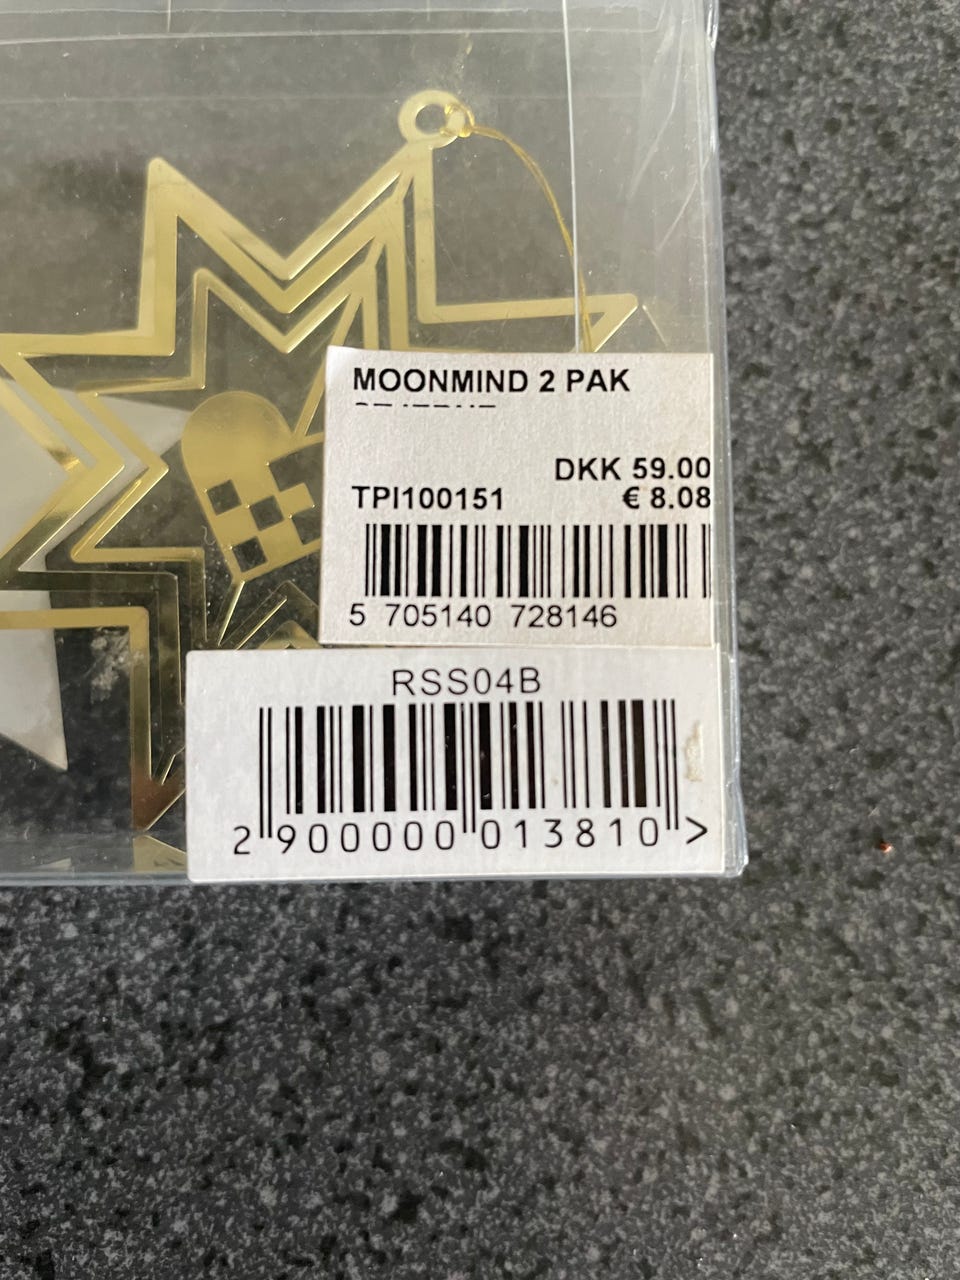 MOONMIND 2 PAK
DKK 59.00
TPI100151 € 8.08
5 705140 728146
RSS04B
2 900000 013810 >